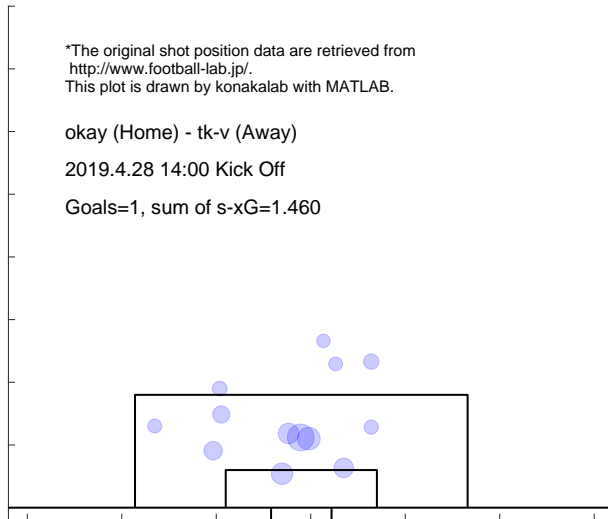 *The original shot position data are retrieved from
http://www.football-lab.jp/.
This plot is drawn by konakalab with MATLAB.
okay (Home) - tk-v (Away)
2019.4.28 14:00 Kick Off
Goals=1, sum of s-xG=1.460